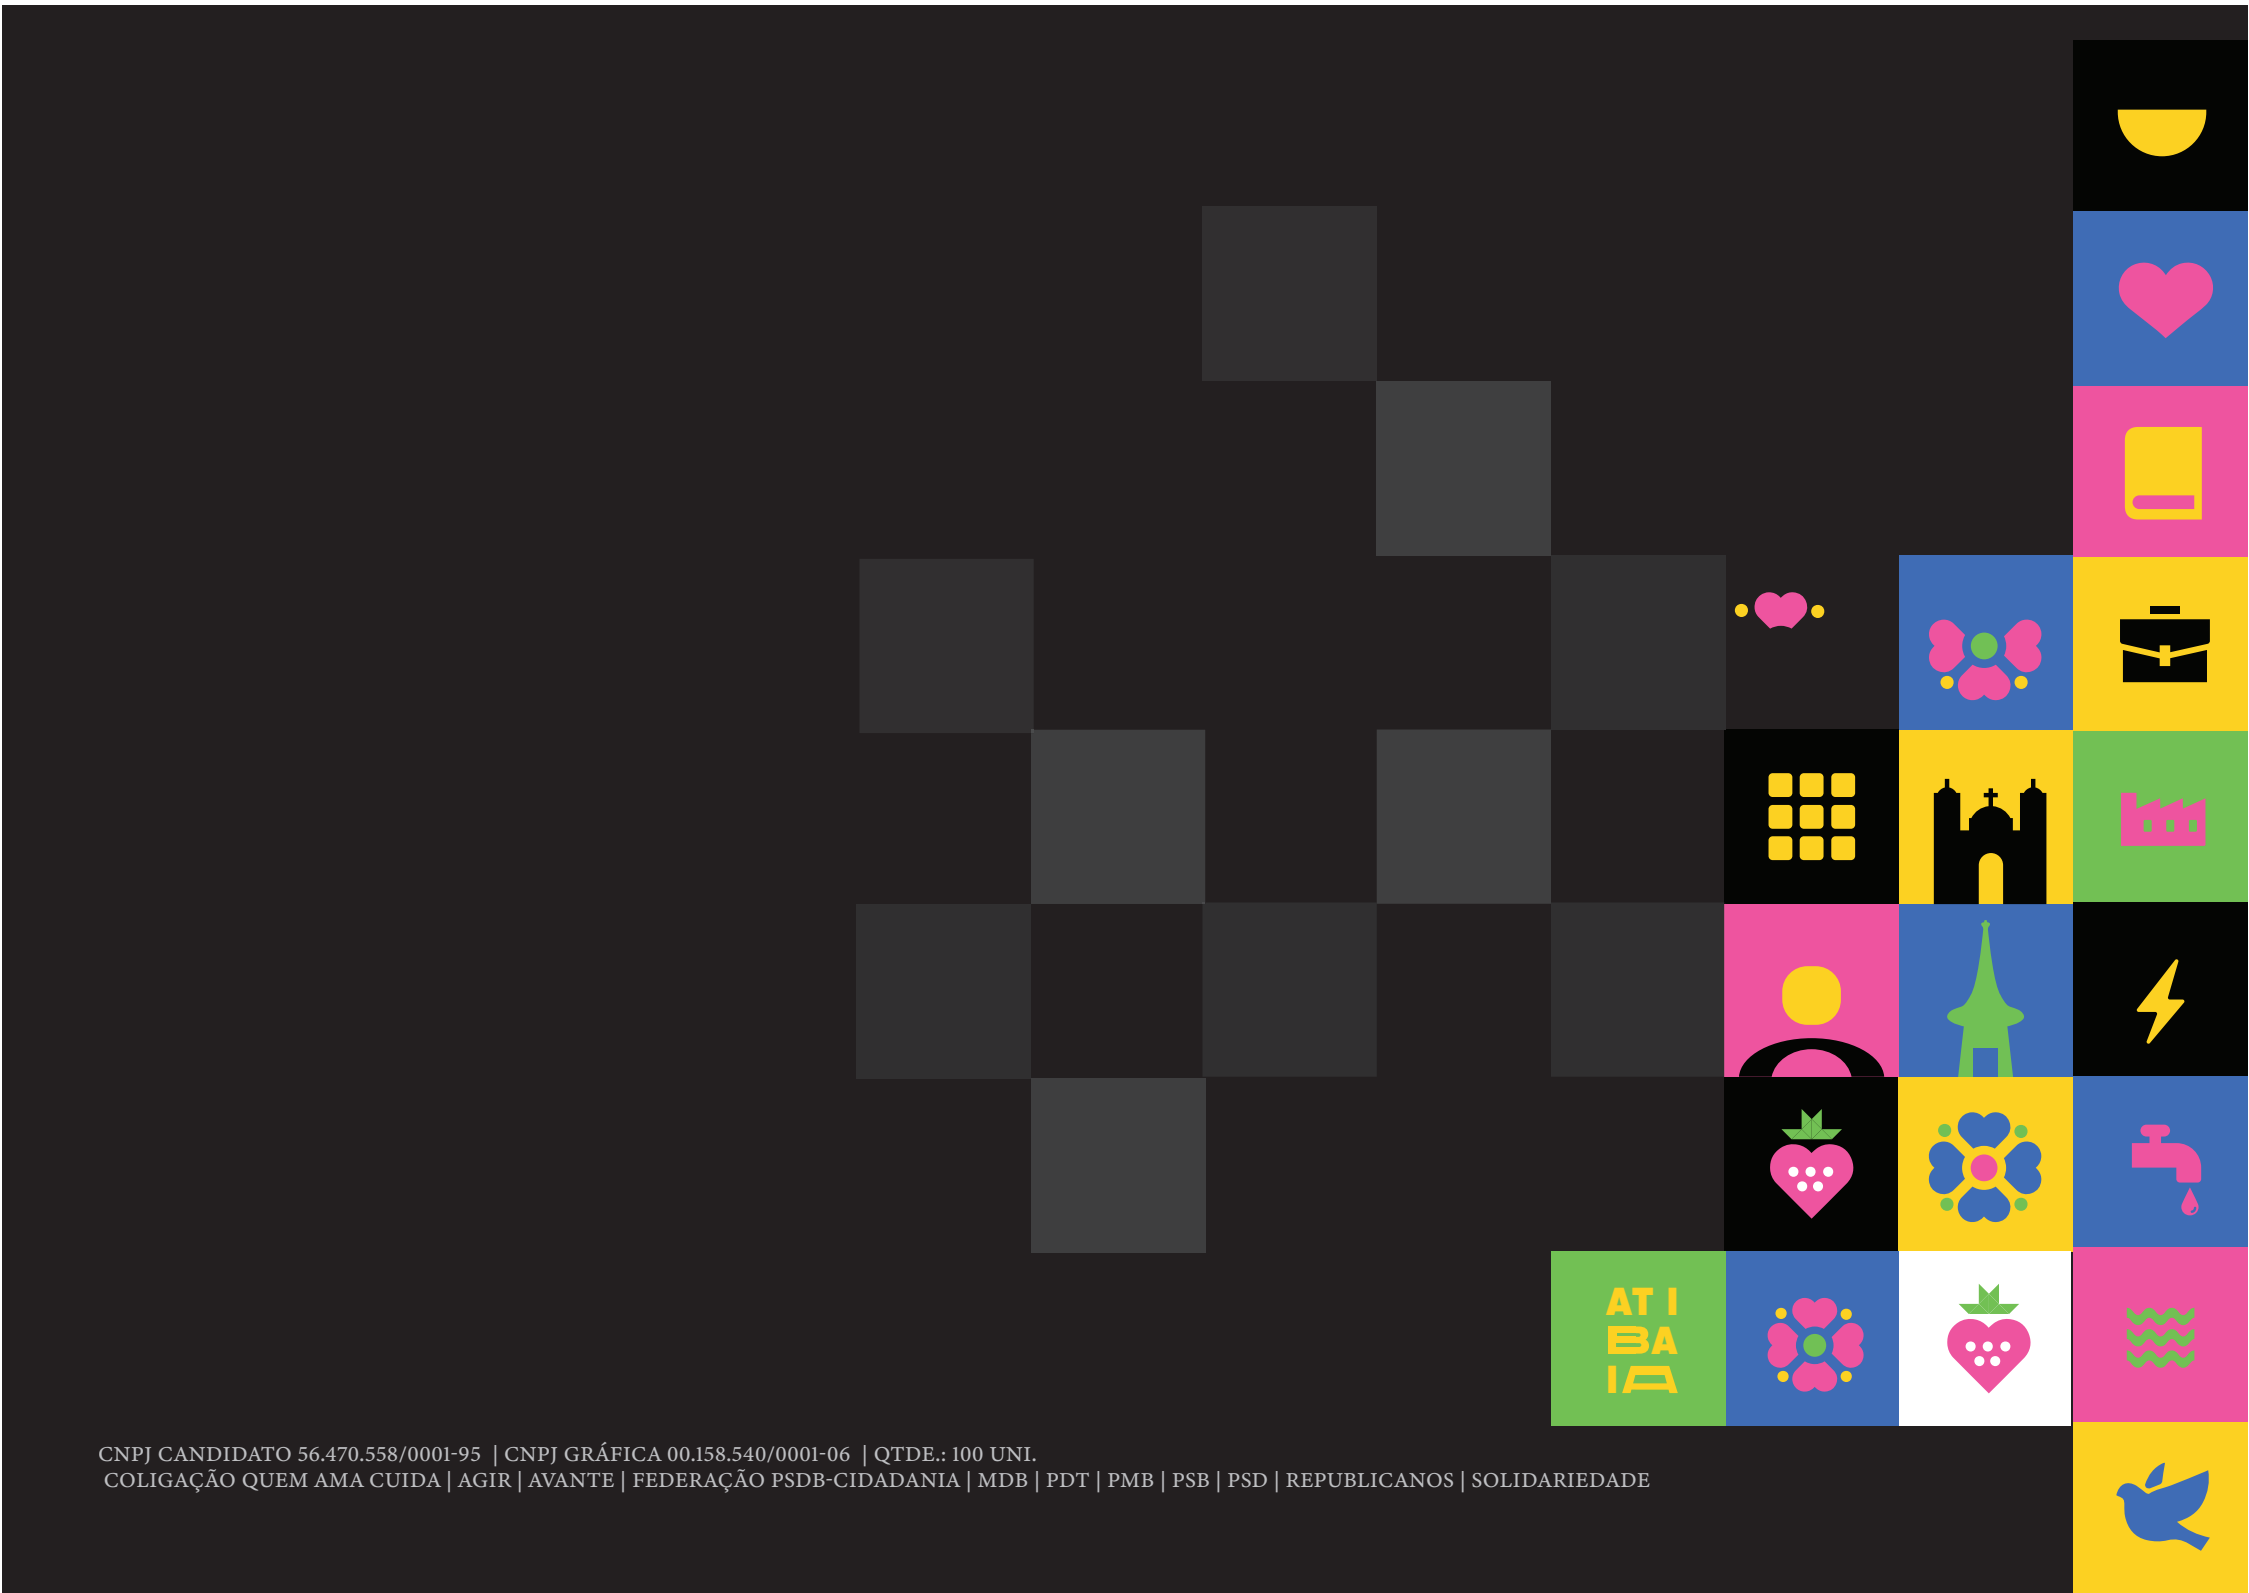 AT I
BA
IA
CNPJ CANDIDATO 56.470.558/0001-95 | CNPJ GRÁFICA 00.158.540/0001-06 | QTDE.: 100 UNI.
COLIGAÇÃO QUEM AMA CUIDA | AGIR | AVANTE | FEDERAÇÃO PSDB-CIDADANIA | MDB | PDT | PMB | PSB | PSD | REPUBLICANOS | SOLIDARIEDADE